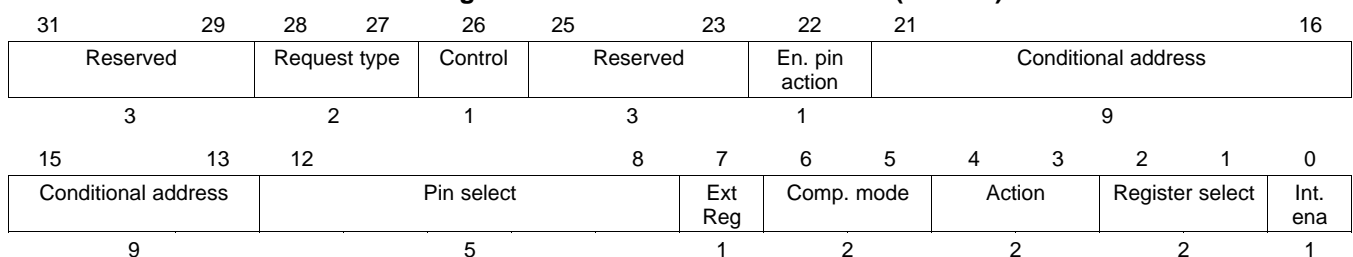 31 29 28 27 26 25 23 22 21 16
Reserved Request type Control Reserved En. pin action Conditional address
3 2 1 3 1 9
15 13 12 8 7 6 5 4 3 2 1 0
Conditional address Pin select Ext Reg Comp. mode Action Register select Int. ena
9 5 1 2 2 2 1